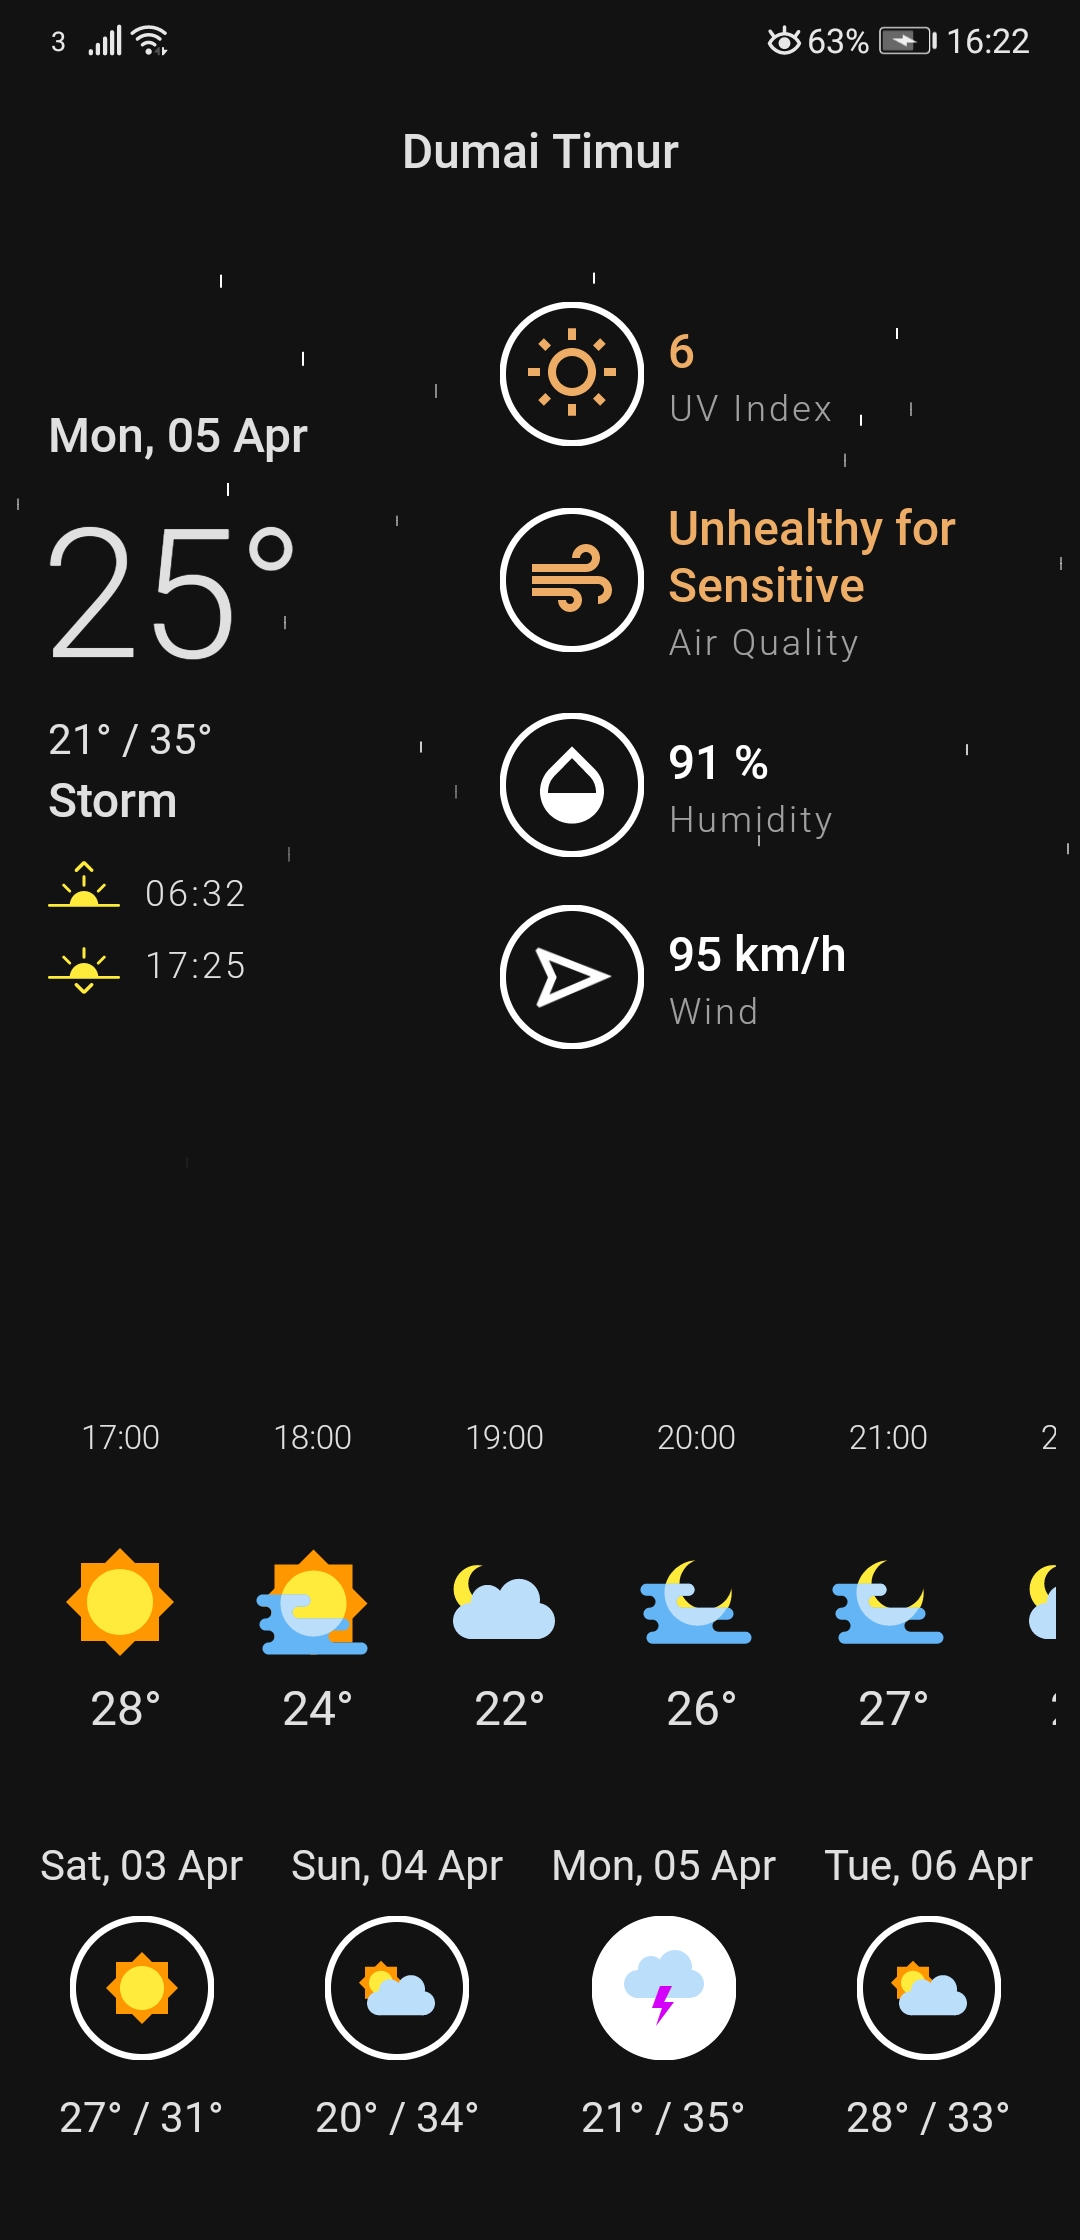 3
63%
16:22
Dumai Timur
Mon, 05 Apr
25°
21° / 35°
Storm
06:32
17:25
6
UV Index
Unhealthy for
Sensitive
Air Quality
91 %
Humidity
95 km/h
Wind
17:00 18:00 19:00 20:00 21:00 2
28° 24° 22° 26° 27°
Sat, 03 Apr Sun, 04 Apr Mon, 05 Apr Tue, 06 Apr
27° / 31° 20° / 34° 21° / 35° 28° / 33°